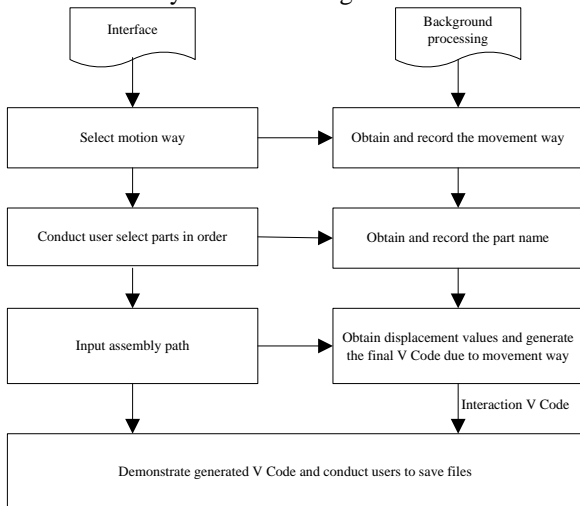 Interface
Background
processing
Select motion way
Obtain and record the movement way
Conduct user select parts in order
Obtain and record the part name
Input assembly path
Obtain displacement values and generate
the final V Code due to movement way
Interaction V Code
Demonstrate generated V Code and conduct users to save files